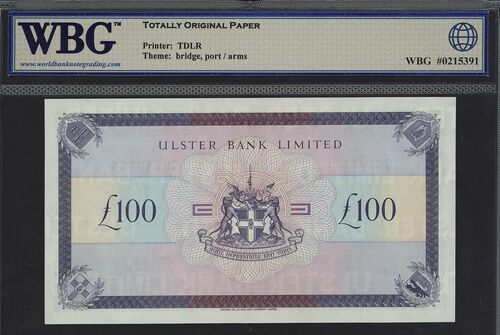 WBG™
www.worldbanknotegrading.com
TOTALLY ORIGINAL PAPER
Printer: TDLR
Theme: bridge, port / arms
WBG #0215391
ULSTER BANK LIMITED
£100
£100